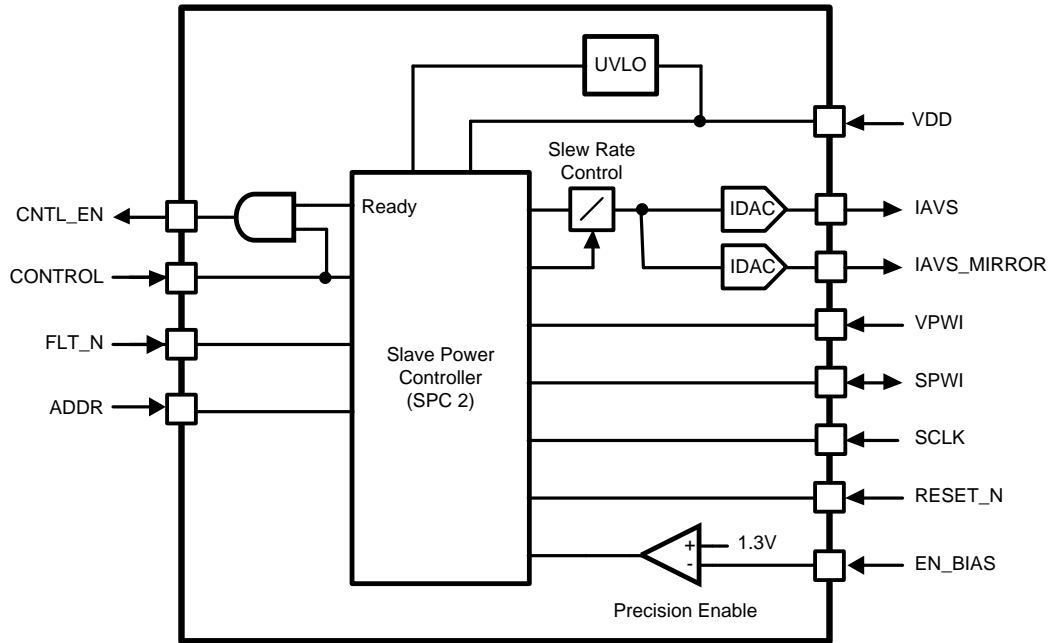 UVLO
VDD
Slew Rate
Control
Ready
CNTL_EN
IDAC
IAVS
CONTROL
IDAC
IAVS_MIRROR
VPWI
FLT_N
Slave Power
Controller
(SPC 2)
SPWI
ADDR
SCLK
RESET_N
+
1.3V
-
EN_BIAS
Precision Enable